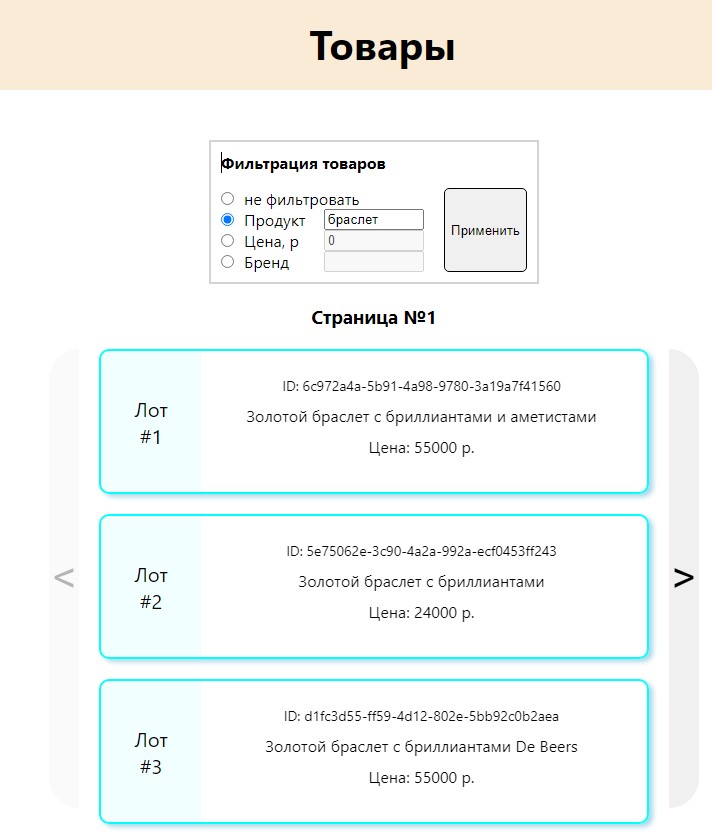 Товары
Фильтрация товаров
не фильтровать
Продукт браслет
Цена, р 0
Бренд
Применить
Страница №1
<
>
Лот
#1
ID: 6c972a4a-5b91-4a98-9780-3a19a7f41560
Золотой браслет с бриллиантами и аметистами
Цена: 55000 р.
Лот
#2
ID: 5e75062e-3c90-4a2a-992a-ecf0453ff243
Золотой браслет с бриллиантами
Цена: 24000 р.
Лот
#3
ID: d1fc3d55-ff59-4d12-802e-5bb92c0b2aea
Золотой браслет с бриллиантами De Beers
Цена: 55000 р.